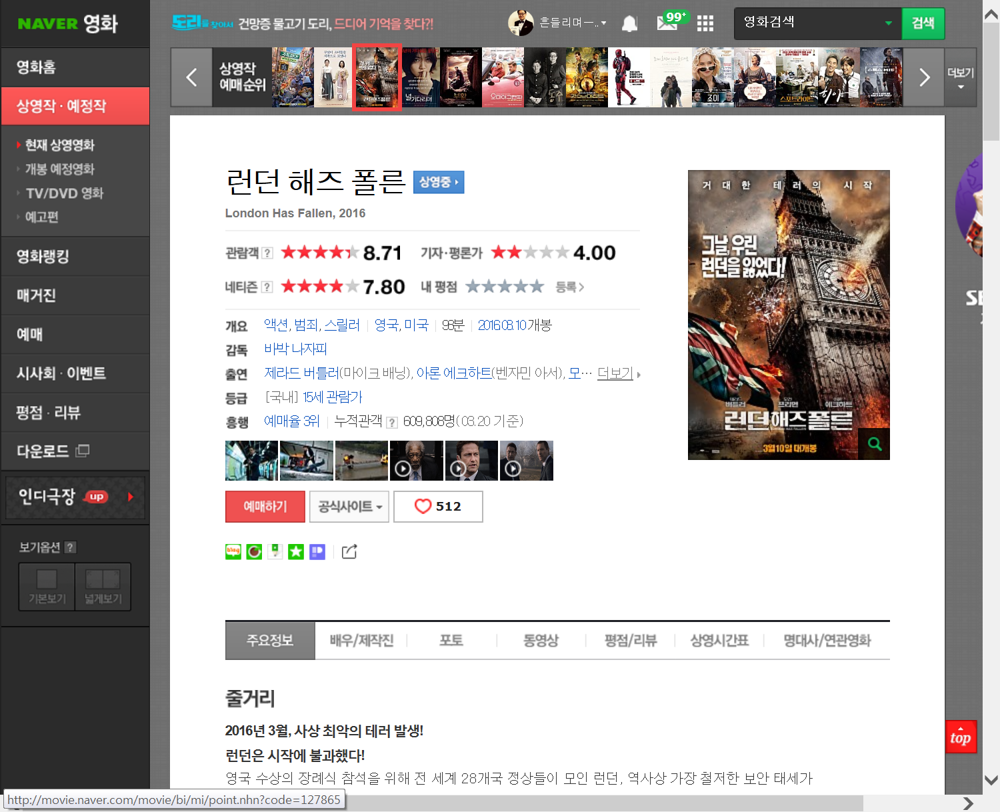 NAVER 영화
도리를 찾아서 건망증 물고기 도리, 드디어 기억을 찾다?!
흔들리며ㅡ..
99+
영화검색
검색
영화홈
상영작 · 예정작
현재 상영영화
개봉 예정영화
TV/DVD 영화
예고편
영화랭킹
매거진
예매
시사회 · 이벤트
평점 · 리뷰
다운로드
인디극장 up
보기옵션 ?
기본보기
넓게보기
상영작
예매순위
더보기
런던 해즈 폴른 상영중
London Has Fallen, 2016
관람객 ? 8.71 기자·평론가 4.00
네티즌 ? 7.80 내 평점 등록
개요 액션, 범죄, 스릴러 영국, 미국 98분 2016.03.10 개봉
감독 바박 나자피
출연 제라드 버틀러(마이크 배닝), 아론 에크하트(벤자민 아서), 모… 더보기
등급 [국내] 15세 관람가
흥행 예매율 3위 누적관객 ? 609,808명(03.20 기준)
예매하기
공식사이트
512
blog
거대한 테러의 시작
그날 우린
런던을 잃었다!
버틀러 프리먼 에크하트
런던해즈폴른
3월10일 대개봉
주요정보
배우/제작진
포토
동영상
평점/리뷰
상영시간표
명대사/연관영화
줄거리
2016년 3월, 사상 최악의 테러 발생!
런던은 시작에 불과했다!
영국 수상의 장례식 참석을 위해 전 세계 28개국 정상들이 모인 런던, 역사상 가장 철저한 보안 태세가
top
http://movie.naver.com/movie/bi/mi/point.nhn?code=127865